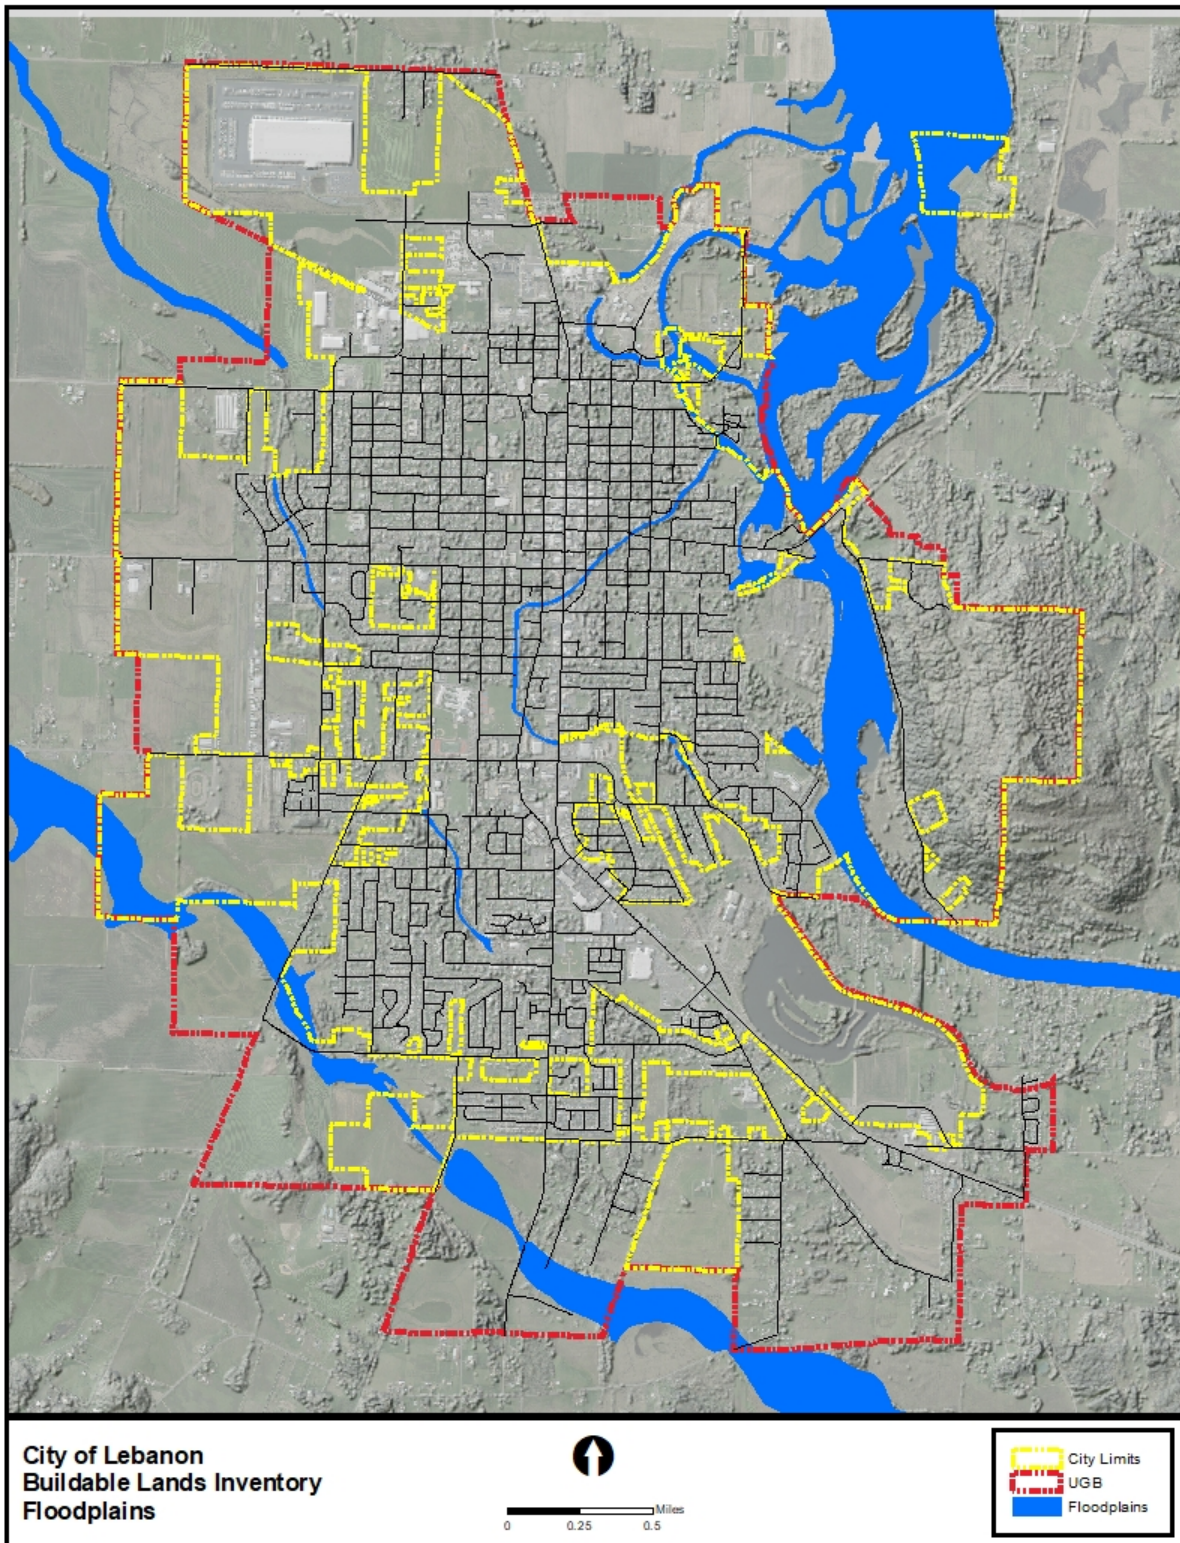 City of Lebanon
Buildable Lands Inventory
Floodplains
Miles
0 0.25 0.5
City Limits
UGB
Floodplains